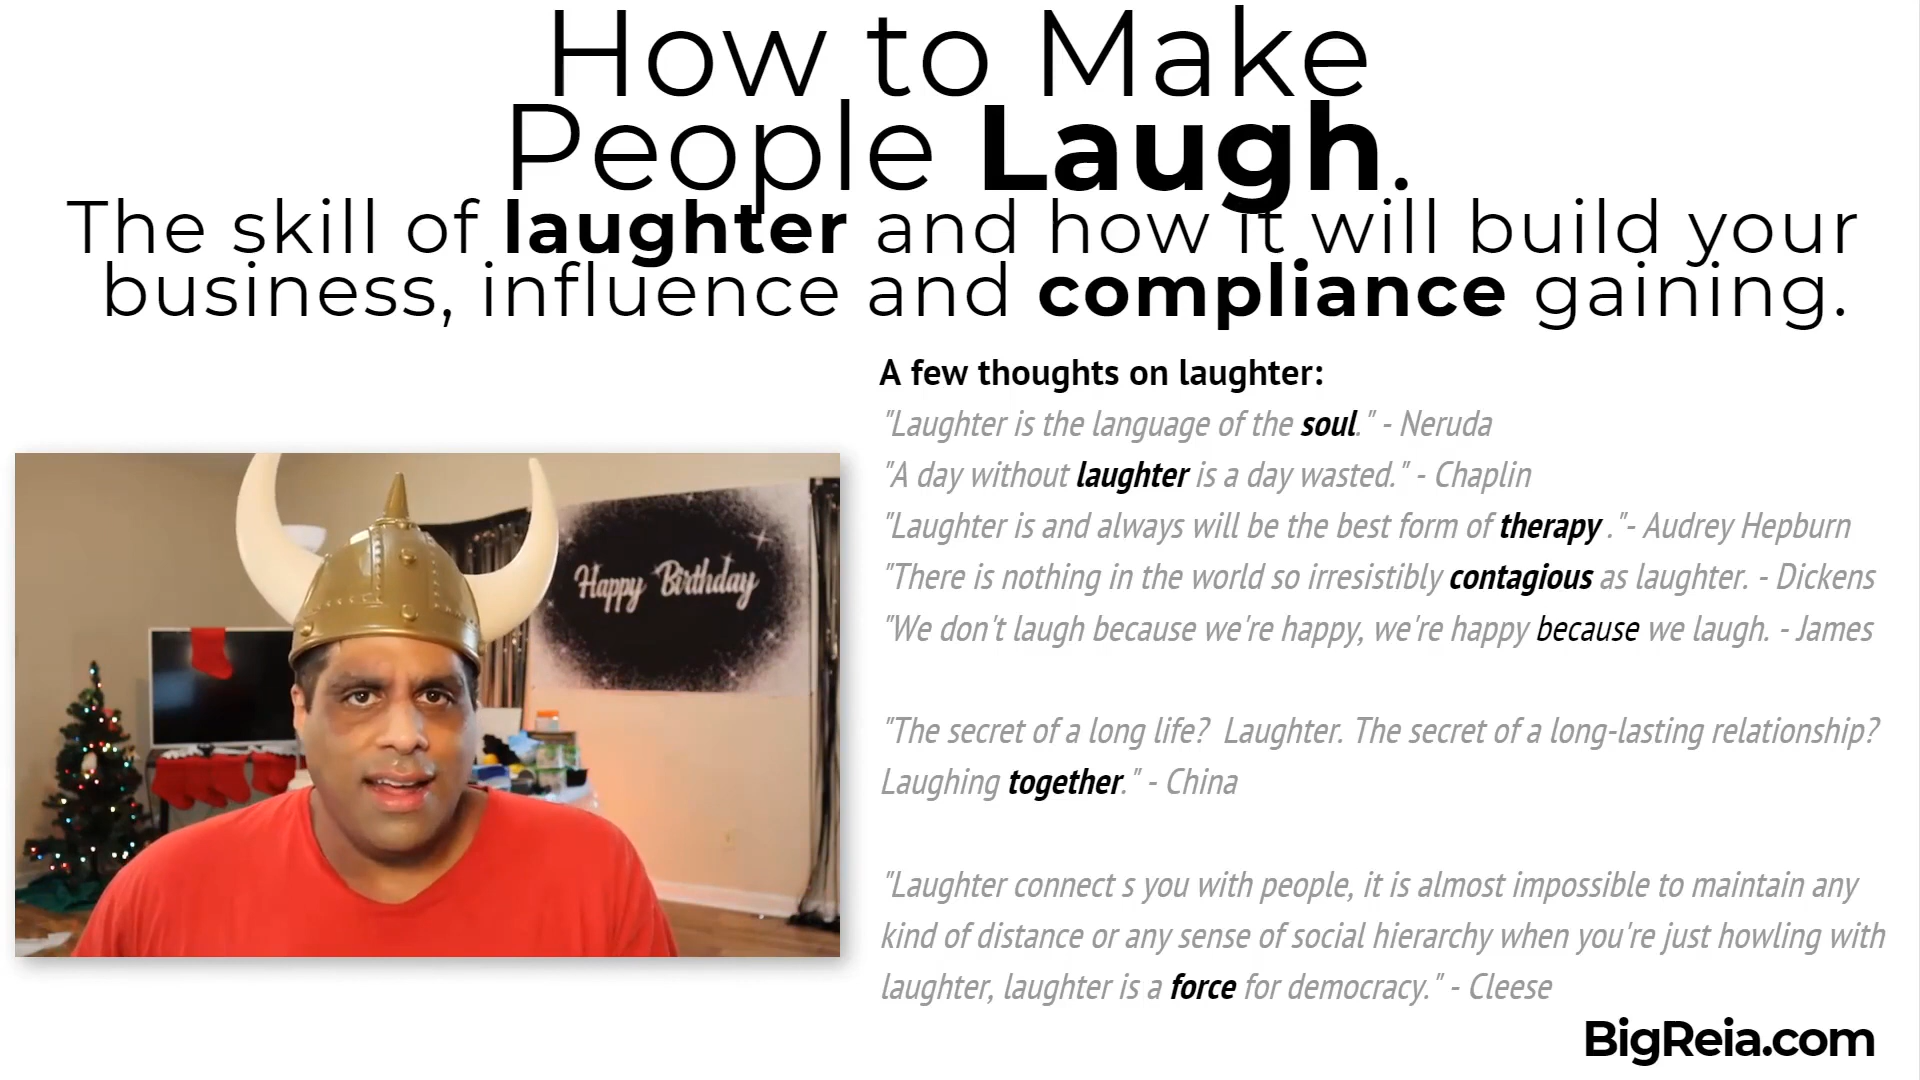 How to Make
People Laugh.
The skill of laughter and how it will build your
business, influence and compliance gaining.
A few thoughts on laughter:
"Laughter is the language of the soul." - Neruda
"A day without laughter is a day wasted." - Chaplin
"Laughter is and always will be the best form of therapy ."- Audrey Hepburn
"There is nothing in the world so irresistibly contagious as laughter. - Dickens
"We don't laugh because we're happy, we're happy because we laugh. - James
"The secret of a long life?  Laughter. The secret of a long-lasting relationship?
Laughing together." - China
"Laughter connect s you with people, it is almost impossible to maintain any
kind of distance or any sense of social hierarchy when you're just howling with
laughter, laughter is a force for democracy." - Cleese
Happy Birthday
BigReia.com